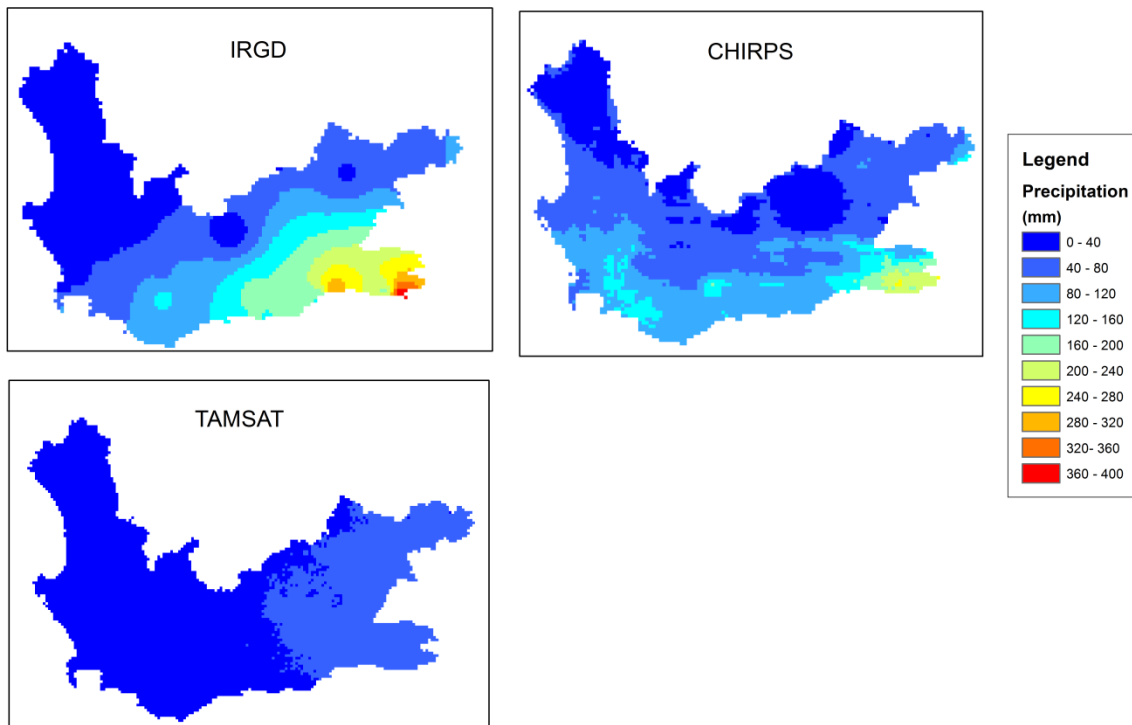 IRGD
CHIRPS
TAMSAT
Legend
Precipitation
(mm)
0 - 40
40 - 80
80 - 120
120 - 160
160 - 200
200 - 240
240 - 280
280 - 320
320- 360
360 - 400